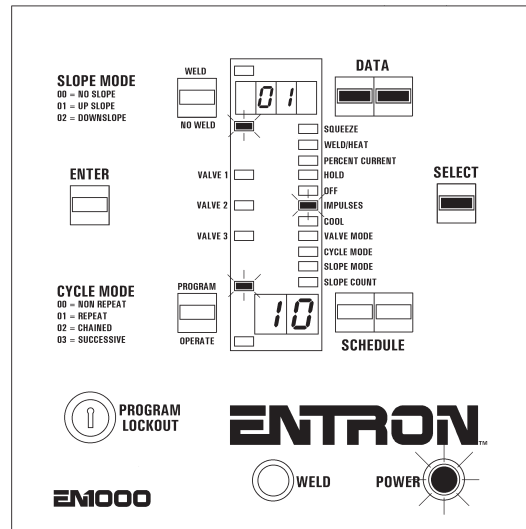 SLOPE MODE
00 = NO SLOPE
01 = UP SLOPE
02 = DOWNSLOPE
WELD
NO WELD
01
DATA
SQUEEZE
WELD/HEAT
PERCENT CURRENT
HOLD
OFF
IMPULSES
COOL
VALVE MODE
CYCLE MODE
SLOPE MODE
SLOPE COUNT
ENTER
VALVE 1
VALVE 2
VALVE 3
SELECT
CYCLE MODE
00 = NON REPEAT
01 = REPEAT
02 = CHAINED
03 = SUCCESSIVE
PROGRAM
OPERATE
10
SCHEDULE
PROGRAM
LOCKOUT
ENTRON™
WELD
POWER
EN1000